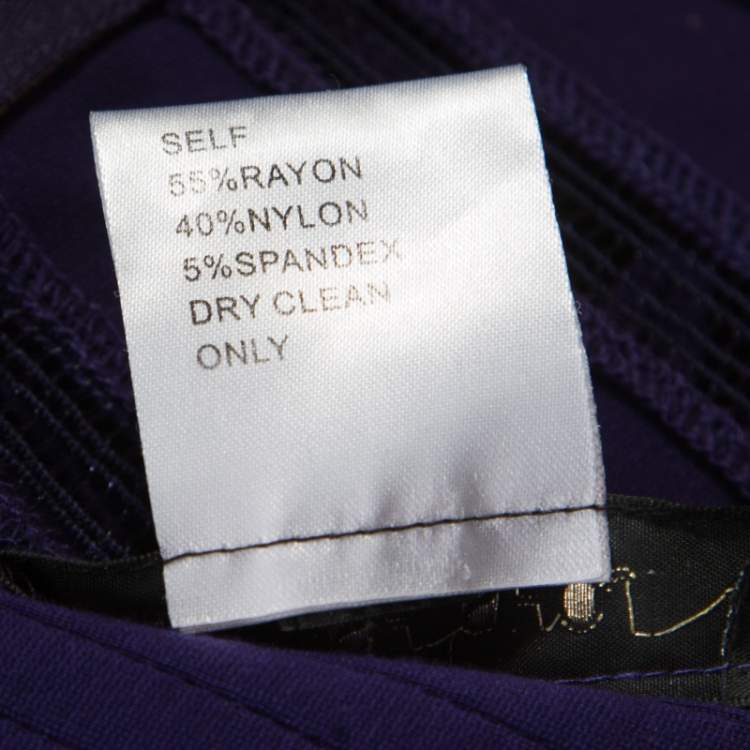 SELF
55%RAYON
40%NYLON
5%SPANDEX
DRY CLEAN
ONLY